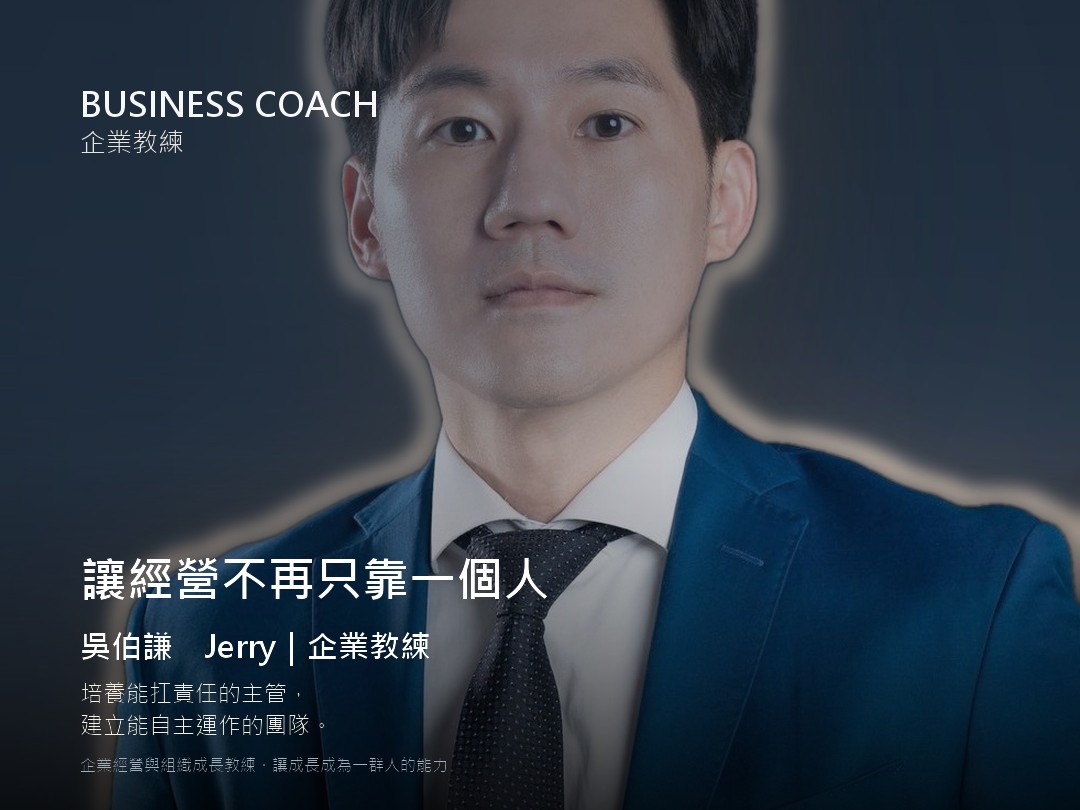 BUSINESS COACH
企業教練
讓經營不再只靠一個人
吳伯謙　Jerry | 企業教練
培養能扛責任的主管，
建立能自主運作的團隊。
企業經營與組織成長教練．讓成長成為一群人的能力